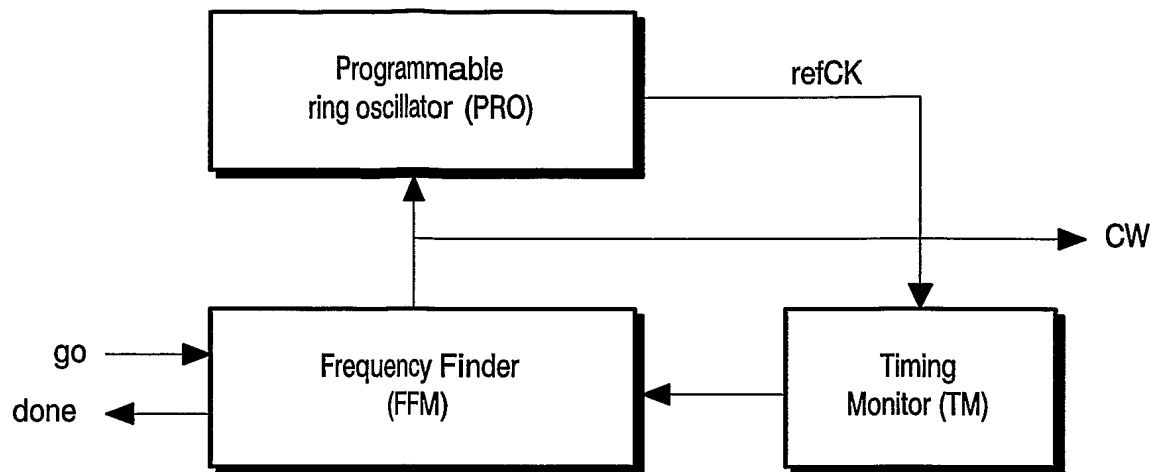 Programmable
ring oscillator (PRO)
refCK
CW
go
done
Frequency Finder
(FFM)
Timing
Monitor (TM)